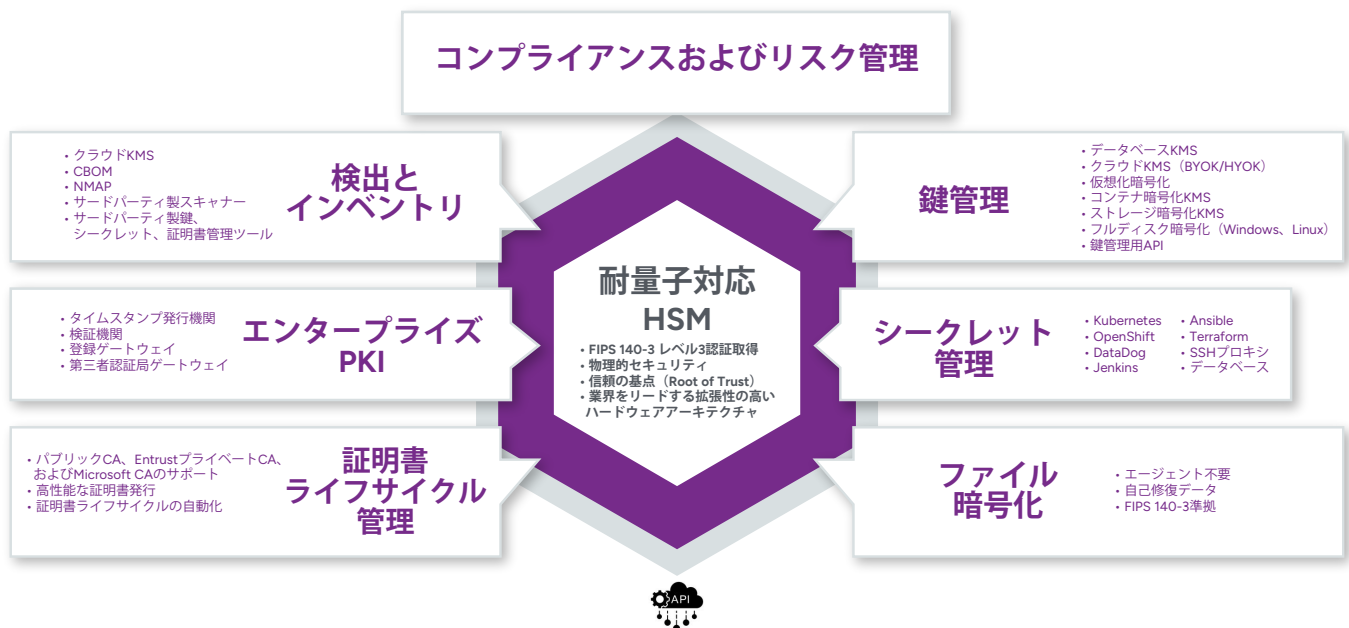 コンプライアンスおよびリスク管理
• クラウドKMS
• CBOM
• NMAP
• サードパーティ製スキャナー
• サードパーティ製鍵、
シークレット、証明書管理ツール
検出と
インベントリ
• タイムスタンプ発行機関
• 検証機関
• 登録ゲートウェイ
• 第三者認証局ゲートウェイ
エンタープライズ
PKI
• パブリックCA、EntrustプライベートCA、
およびMicrosoft CAのサポート
• 高性能な証明書発行
• 証明書ライフサイクルの自動化
証明書
ライフサイクル
管理
耐量子対応
HSM
• FIPS 140-3 レベル3認証取得
• 物理的セキュリティ
• 信頼の基点（Root of Trust）
• 業界をリードする拡張性の高い
ハードウェアアーキテクチャ
鍵管理
• データベースKMS
• クラウドKMS（BYOK/HYOK）
• 仮想化暗号化
• コンテナ暗号化KMS
• ストレージ暗号化KMS
• フルディスク暗号化（Windows、Linux）
• 鍵管理用API
シークレット
管理
• Kubernetes
• OpenShift
• DataDog
• Jenkins
• Ansible
• Terraform
• SSHプロキシ
• データベース
ファイル
暗号化
• エージェント不要
• 自己修復データ
• FIPS 140-3準拠
API